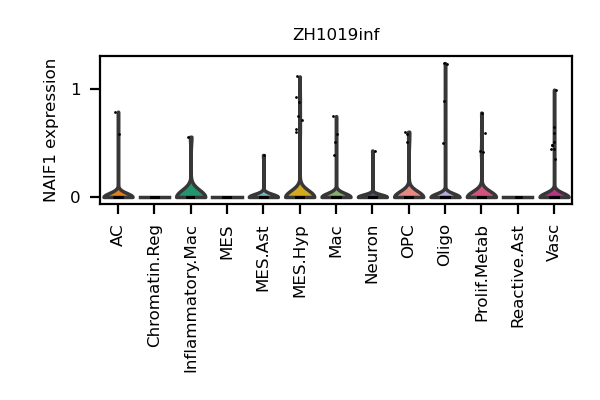 ZH1019inf
NAIF1 expression
1
0
AC
Chromatin.Reg
Inflammatory.Mac
MES
MES.Ast
MES.Hyp
Mac
Neuron
OPC
Oligo
Prolif.Metab
Reactive.Ast
Vasc